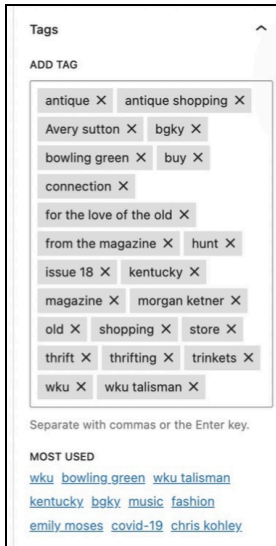 Tags
ADD TAG
antique × antique shopping ×
Avery sutton × bgky ×
bowling green × buy ×
connection ×
for the love of the old ×
from the magazine × hunt ×
issue 18 × kentucky ×
magazine × morgan ketner ×
old × shopping × store ×
thrift × thrifting × trinkets ×
wku × wku talisman ×
Separate with commas or the Enter key.
MOST USED
wku bowling green wku talisman
kentucky bgky music fashion
emily moses covid-19 chris kohley